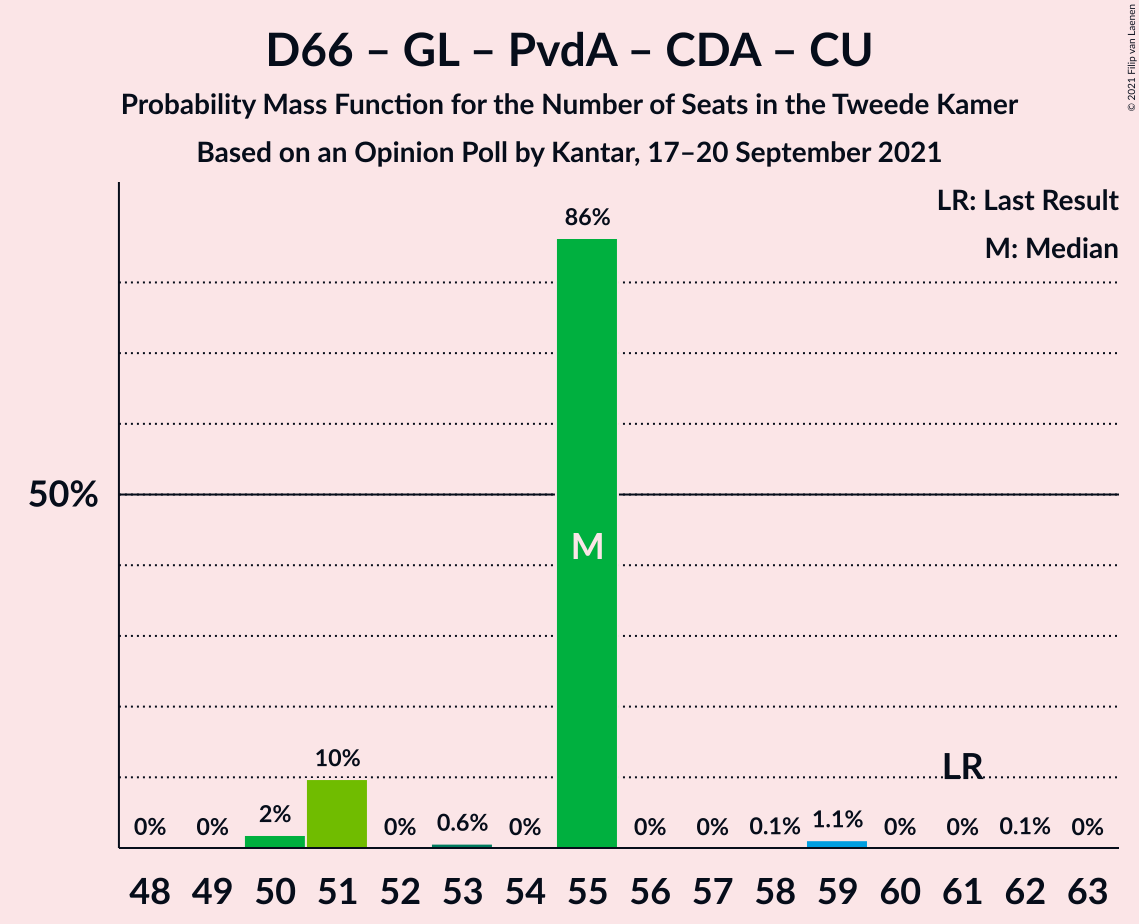 D66 – GL – PvdA – CDA – CU
Probability Mass Function for the Number of Seats in the Tweede Kamer
Based on an Opinion Poll by Kantar, 17–20 September 2021
© 2021 Filip van Laenen
LR: Last Result
M: Median
50%
0% 0% 2% 10% 0% 0.6% 0% 86% 0% 0% 0.1% 1.1% 0% 0% 0.1% 0%
M
LR
48 49 50 51 52 53 54 55 56 57 58 59 60 61 62 63